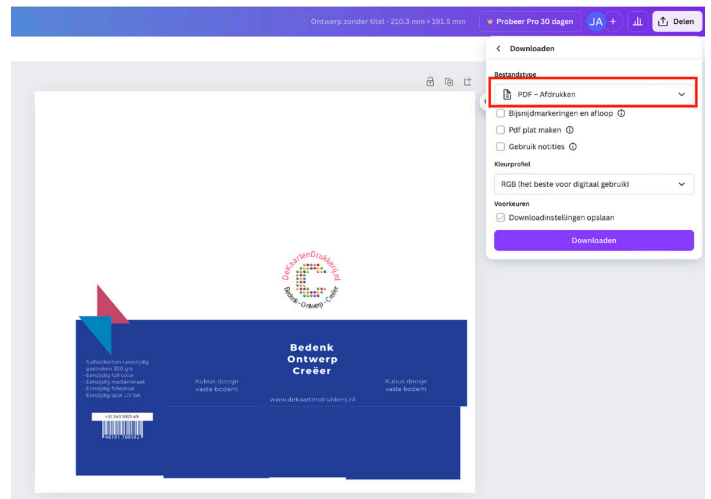 Ontwerp zonder titel - 210.3 mm × 191.5 mm
Probeer Pro 30 dagen
JA
+
Delen
Downloaden
Bestandstype
PDF – Afdrukken
Bijsnijdmarkeringen en afloop
Pdf plat maken
Gebruik notities
Kleurprofiel
RGB (het beste voor digitaal gebruik)
Voorkeuren
Downloadinstellingen opslaan
Downloaden
DeKaartenDrukkerij.nl
Bedenk - Ontwerp - Creëer
Bedenk
Ontwerp
Creëer
www.dekaartendrukkerij.nl
Kubus doosje
vaste bodem
Kubus doosje
vaste bodem
Sulfaatkarton tweezijdig
gestreken 300 grs
- Eenzijdig full color
- Eenzijdig matlaminaat
- Eenzijdig foliedruk
- Eenzijdig spot UV lak